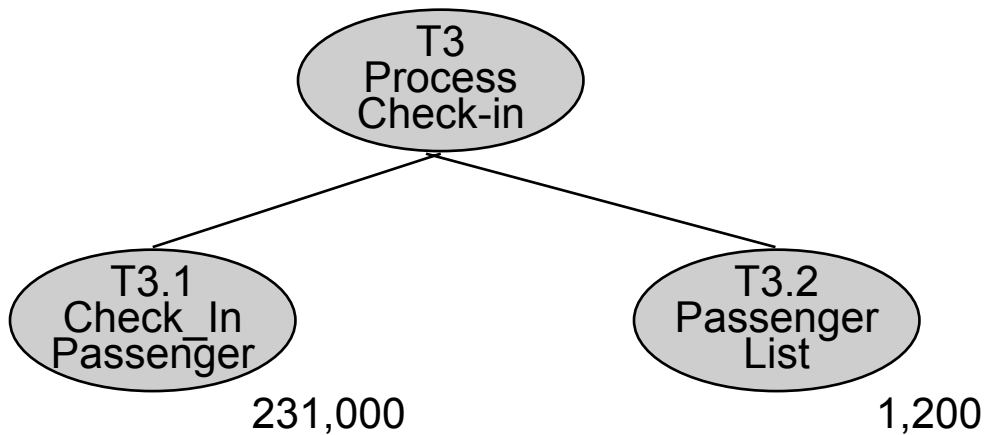 T3
Process
Check-in
T3.1
Check_In
Passenger
T3.2
Passenger
List
231,000
1,200